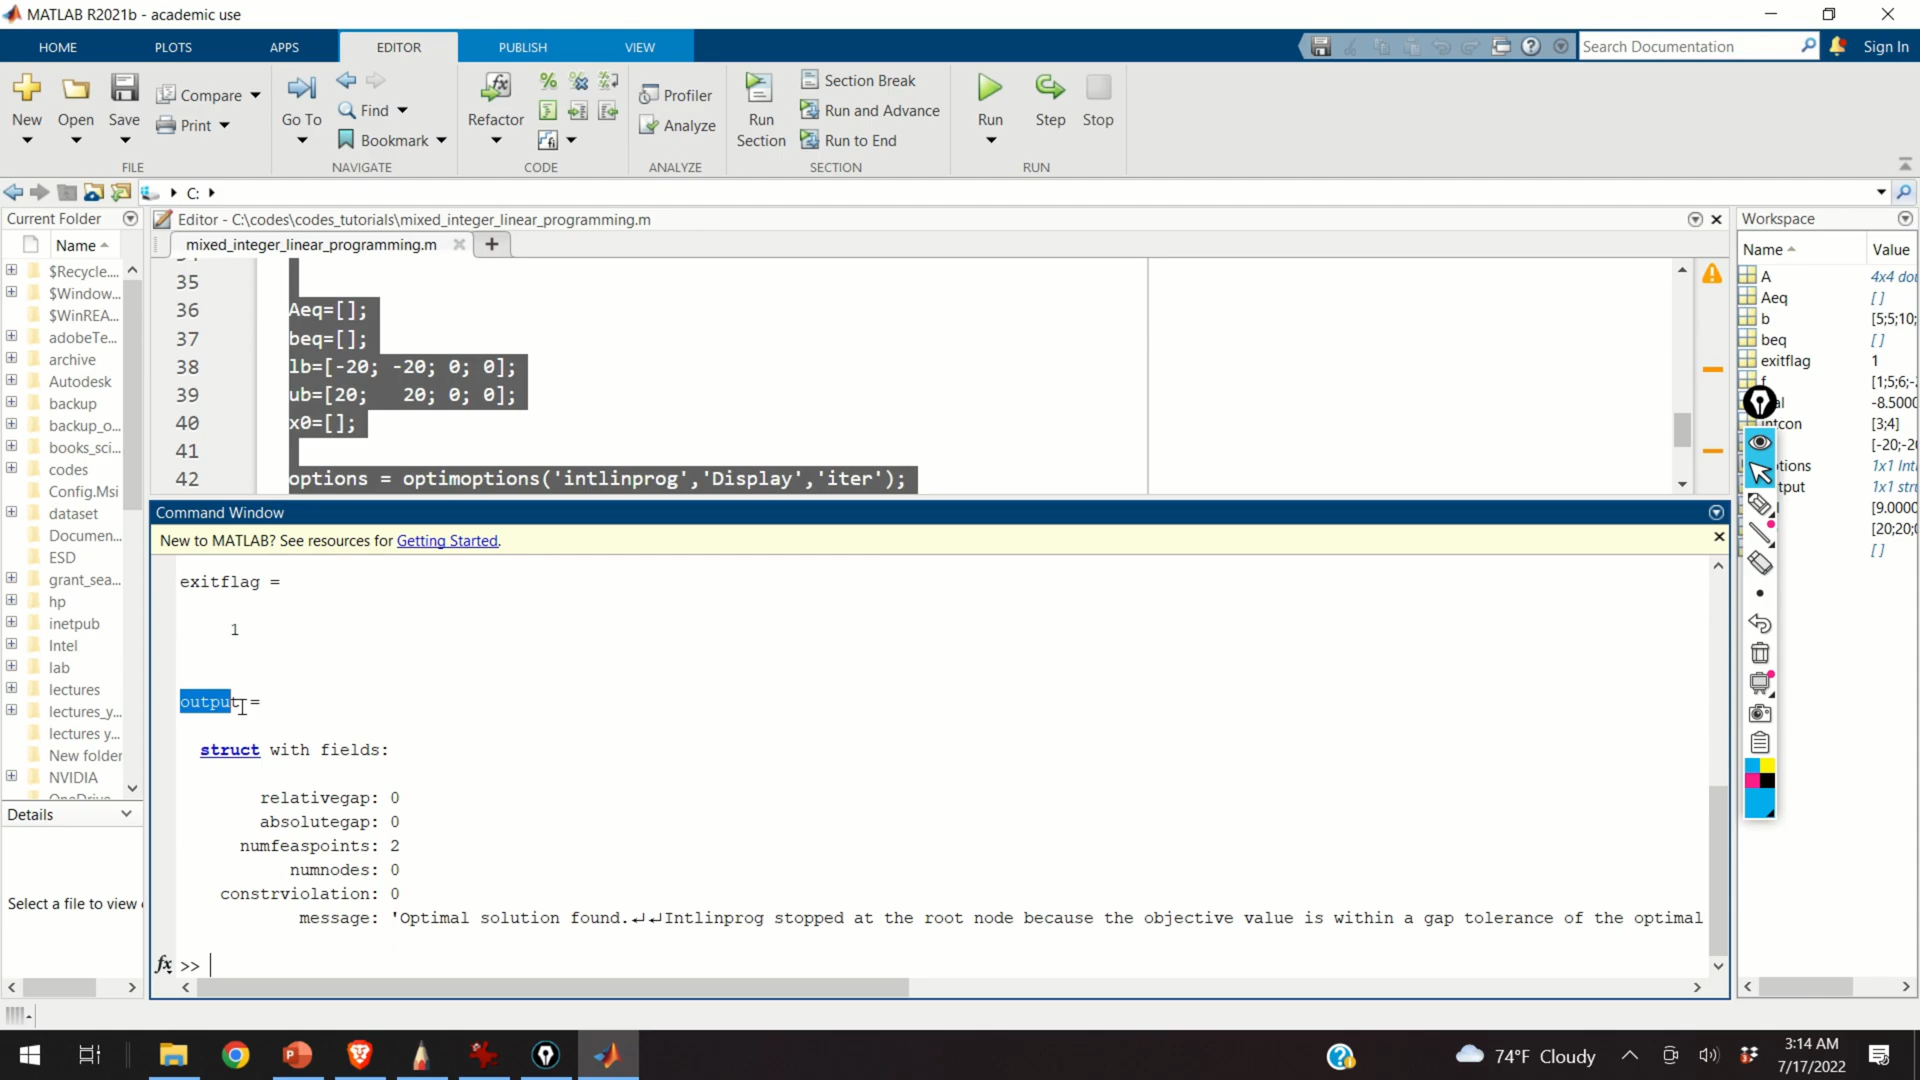 MATLAB R2021b - academic use
HOME PLOTS APPS EDITOR PUBLISH VIEW
Search Documentation
Sign In
New Open Save
Compare
Print
FILE
Go To
Find
Bookmark
NAVIGATE
Refactor
CODE
Profiler
Analyze
ANALYZE
Run Section
Section Break
Run and Advance
Run to End
SECTION
Run Step Stop
RUN
C:
Current Folder
Name
$Recycle....
$Window...
$WinREA...
adobeTe...
archive
Autodesk
backup
backup_o...
books_sci...
codes
Config.Msi
dataset
Documen...
ESD
grant_sea...
hp
inetpub
Intel
lab
lectures
lectures_y...
lectures y...
New folder
NVIDIA
Details
Select a file to view
Editor - C:\codes\codes_tutorials\mixed_integer_linear_programming.m
mixed_integer_linear_programming.m
35
36 Aeq=[];
37 beq=[];
38 lb=[-20; -20; 0; 0];
39 ub=[20; 20; 0; 0];
40 x0=[];
41
42 options = optimoptions('intlinprog','Display','iter');
Command Window
New to MATLAB? See resources for Getting Started.
exitflag =
1
output =
struct with fields:
relativegap: 0
absolutegap: 0
numfeaspoints: 2
numnodes: 0
constrviolation: 0
message: 'Optimal solution found.↵↵Intlinprog stopped at the root node because the objective value is within a gap tolerance of the optimal
fx >>
Workspace
Name Value
A 4x4 dou
Aeq []
b [5;5;10;
beq []
exitflag 1
f [1;5;6;-
-8.5000
intcon [3;4]
[-20;-20
1x1 Int
1x1 stru
[9.0000
[20;20;0
[]
74°F Cloudy
3:14 AM
7/17/2022